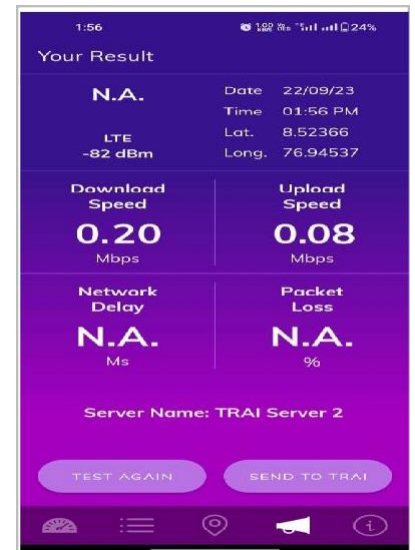 1:56
24%
Your Result
N.A.
LTE
-82 dBm
Date 22/09/23
Time 01:56 PM
Lat. 8.52366
Long. 76.94537
Download
Speed
0.20
Mbps
Upload
Speed
0.08
Mbps
Network
Delay
N.A.
Ms
Packet
Loss
N.A.
%
Server Name: TRAI Server 2
TEST AGAIN
SEND TO TRAI